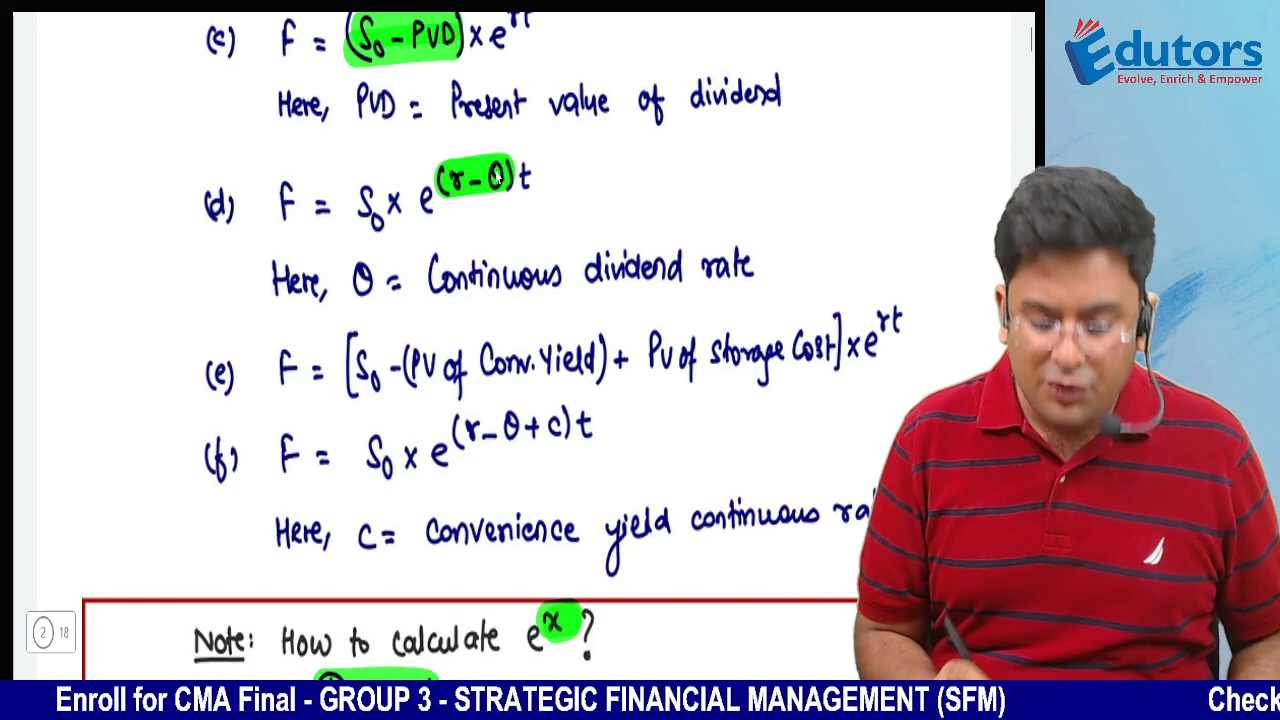 (c) F = (S₀ - PVD) × e^rt
Here, PVD = Present value of dividend
(d) F = S₀ × e^(r - θ)t
Here, θ = Continuous dividend rate
(e) F = [S₀ - (PV of Conv. Yield) + PV of Storage Cost] × e^rt
(f) F = S₀ × e^(r - θ + c)t
Here, c = Convenience yield continuous
Note: How to calculate e^x ?
2 18
Edutors
Evolve, Enrich & Empower
Enroll for CMA Final - GROUP 3 - STRATEGIC FINANCIAL MANAGEMENT (SFM) Check